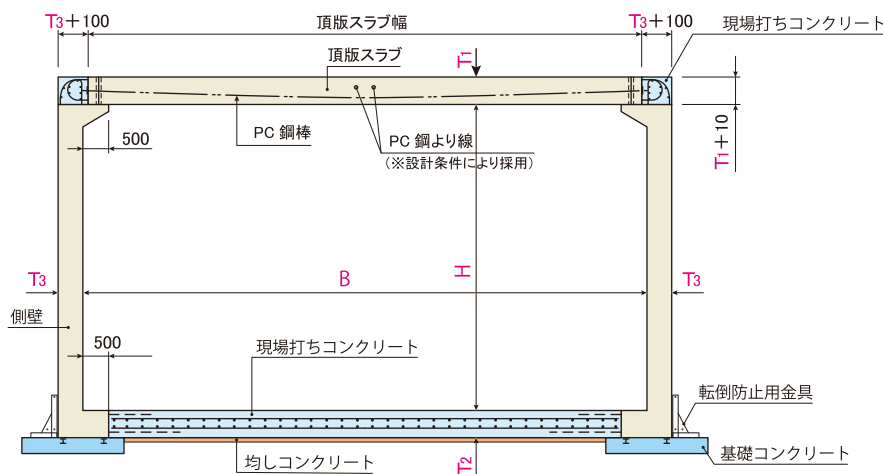 T3＋100
頂版スラブ幅
T3＋100
現場打ちコンクリート
頂版スラブ
T1
500
PC 鋼棒
PC 鋼より線
（※設計条件により採用）
T1＋10
T3
B
H
T3
側壁
500
現場打ちコンクリート
転倒防止用金具
均しコンクリート
T2
基礎コンクリート